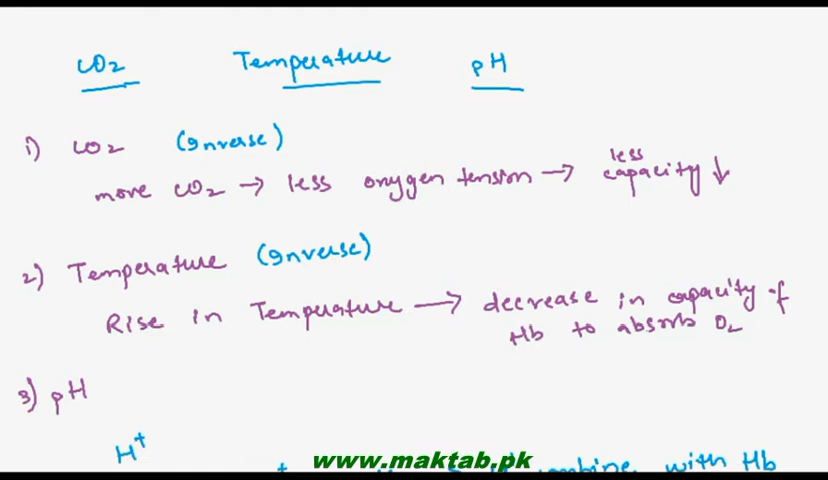 CO2 Temperature pH
1) CO2 (Inverse)
more CO2 → less oxygen tension → less capacity ↓
2) Temperature (Inverse)
Rise in Temperature → decrease in capacity of
Hb to absorb O2
3) pH
H+
combine with Hb
www.maktab.pk